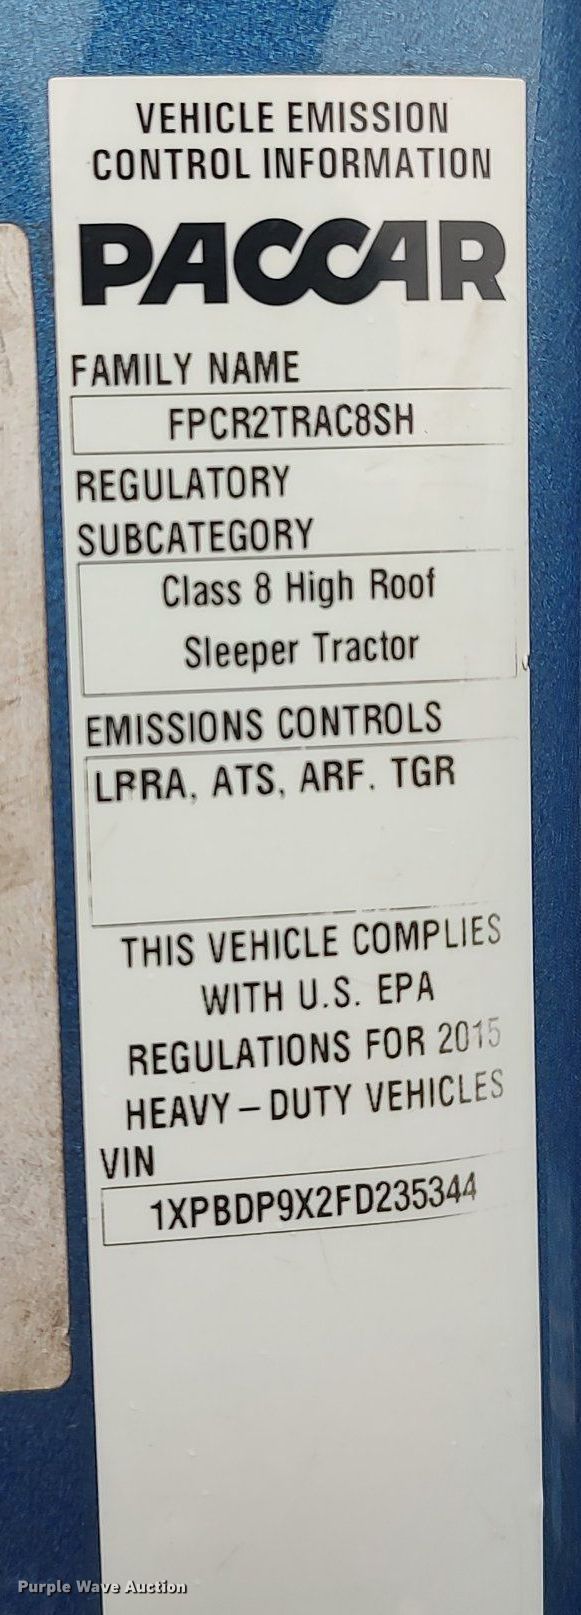 VEHICLE EMISSION
CONTROL INFORMATION
PACCAR
FAMILY NAME
FPCR2TRAC8SH
REGULATORY
SUBCATEGORY
Class 8 High Roof
Sleeper Tractor
EMISSIONS CONTROLS
LRRA, ATS, ARF. TGR
THIS VEHICLE COMPLIES
WITH U.S. EPA
REGULATIONS FOR 2015
HEAVY – DUTY VEHICLES
VIN
1XPBDP9X2FD235344
Purple Wave Auction